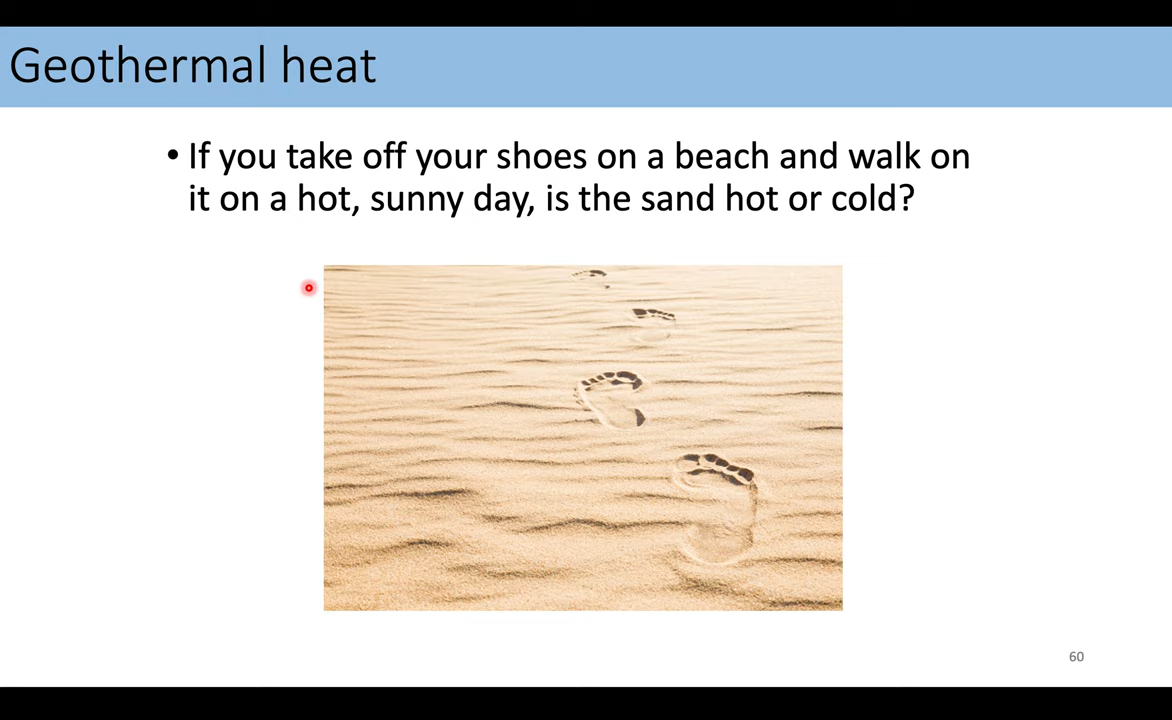 Geothermal heat
• If you take off your shoes on a beach and walk on
it on a hot, sunny day, is the sand hot or cold?
60